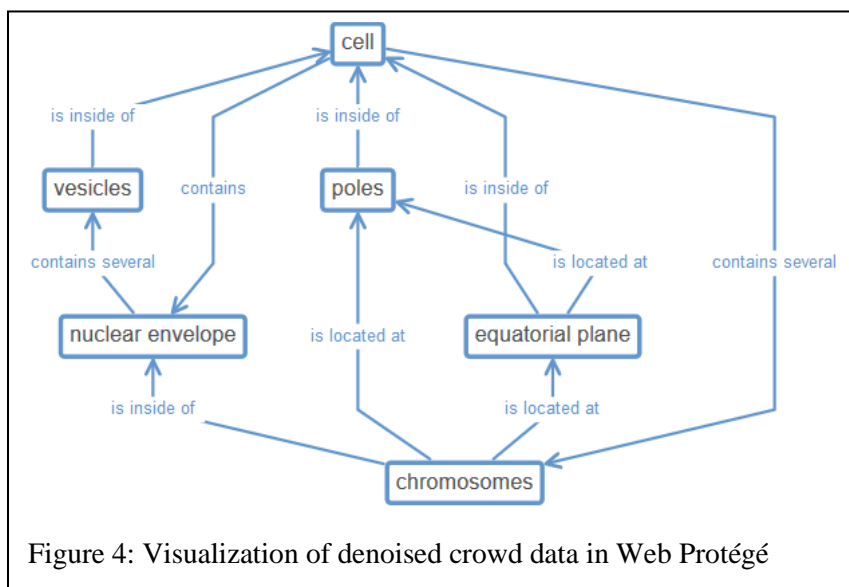 cell
is inside of
is inside of
vesicles
contains
poles
is inside of
contains several
is located at
contains several
nuclear envelope
is located at
equatorial plane
is inside of
is located at
chromosomes
Figure 4: Visualization of denoised crowd data in Web Protégé